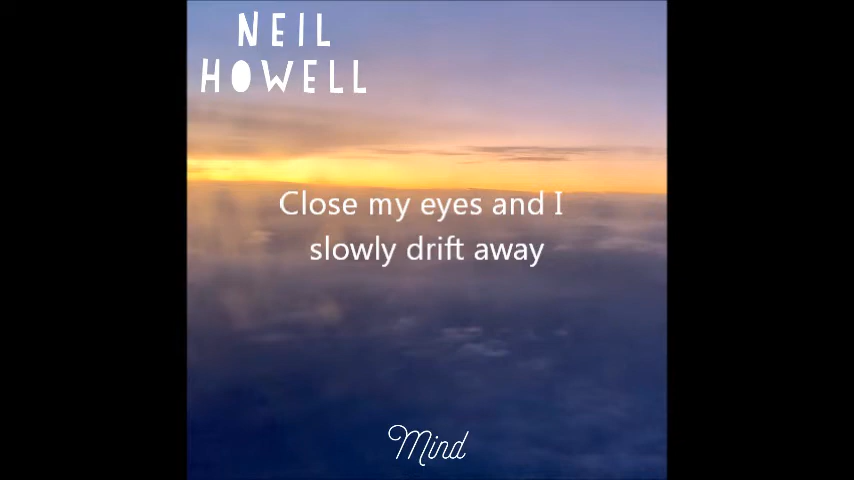 NEIL
HOWELL
Close my eyes and I
slowly drift away
Mind